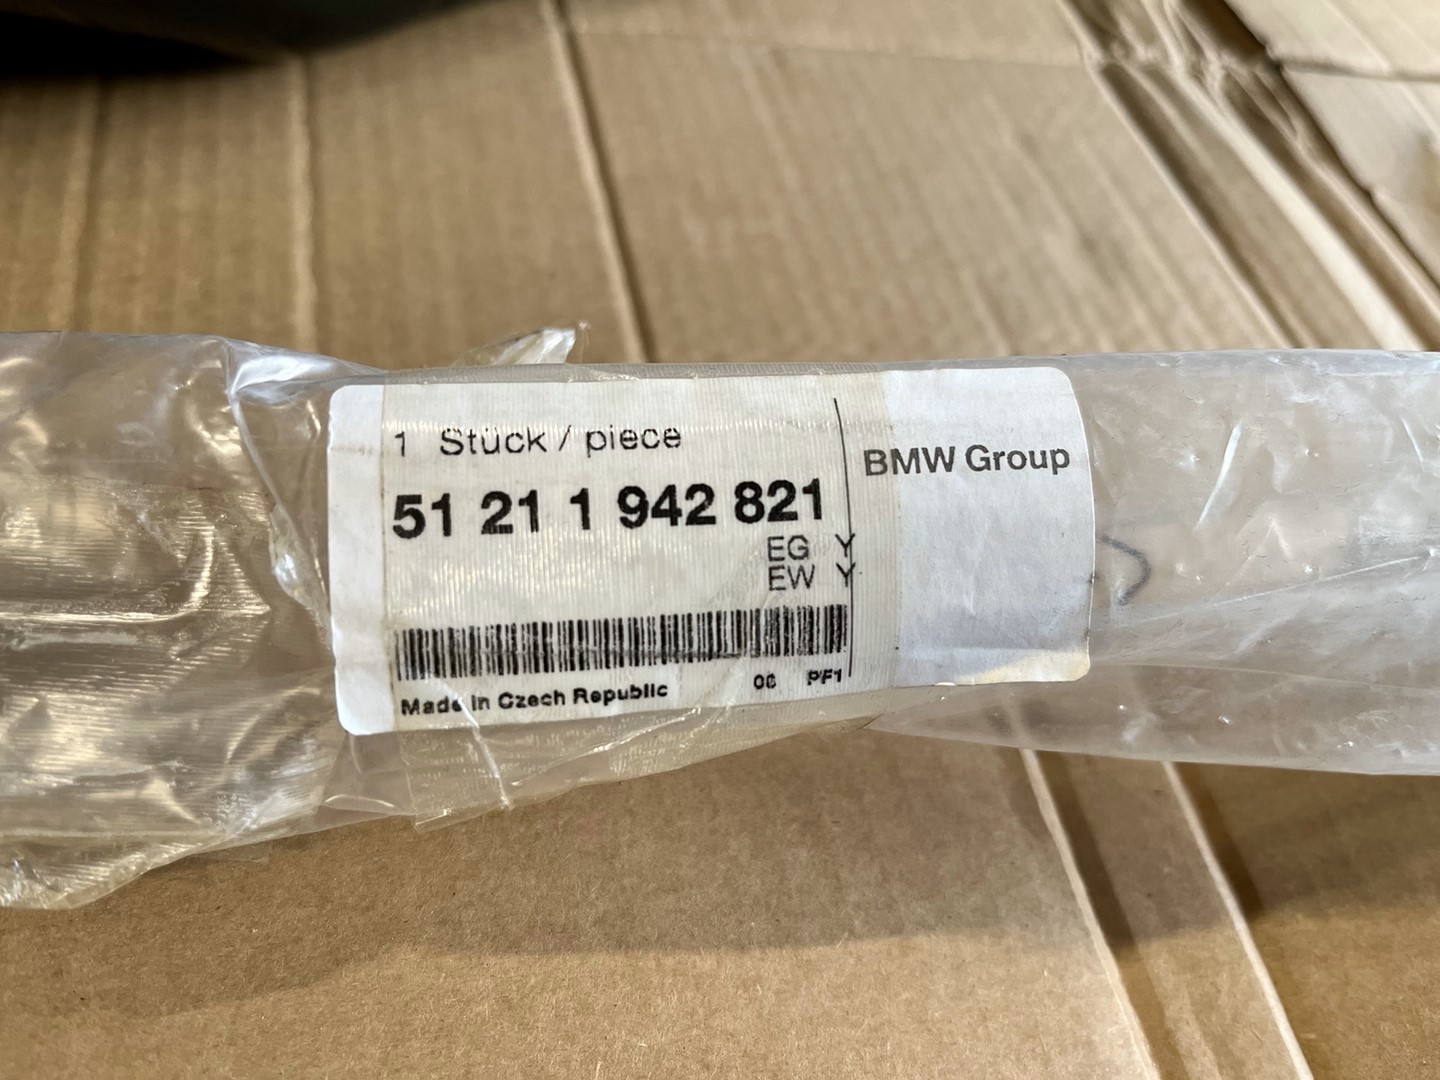 1 Stück / piece
BMW Group
51 21 1 942 821
EG Y
EW Y
Made in Czech Republic 06 PF1